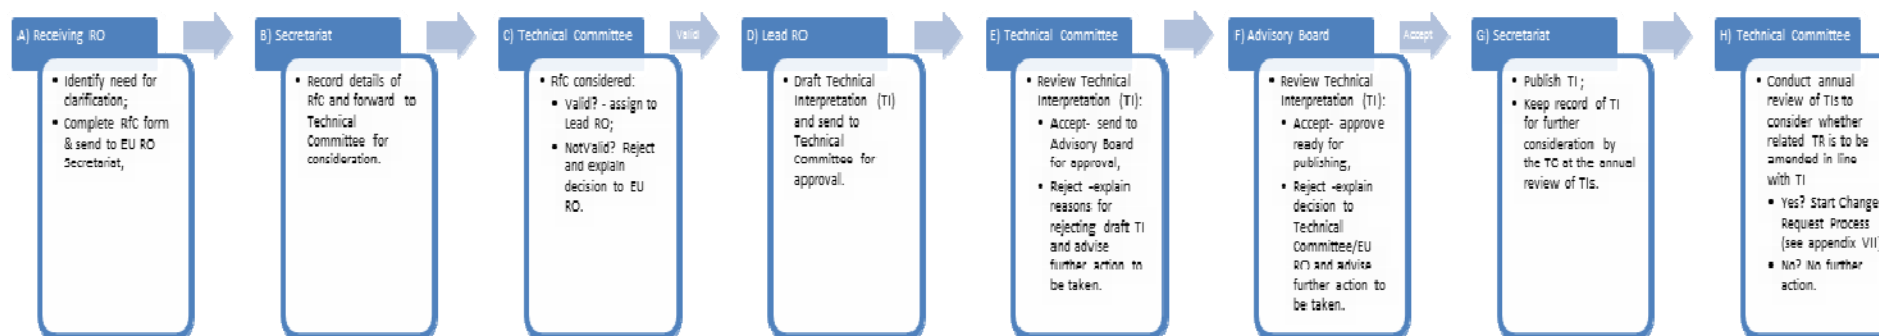 A) Receiving RO
Identify need for
clarification;
Complete RfC form
& send to EU RO
Secretariat,
B) Secretariat
Record details of
RfC and forward to
Technical
Committee for
consideration.
C) Technical Committee
RfC considered:
Valid? - assign to
Lead RO;
NotValid? Reject
and explain
decision to EU
RO.
Valid
D) Lead RO
Draft Technical
Interpretation (TI)
and send to
Technical
Committee for
approval.
E) Technical Committee
Review Technical
Interpretation (TI):
Accept- send to
Advisory Board
for approval,
Reject -explain
reasons for
rejecting draft TI
and advise
further action to
be taken.
F) Advisory Board
Review Technical
Interpretation (TI):
Accept- approve
ready for
publishing,
Reject -explain
decision to
Technical
Committee/EU
RO and advise
further action to
be taken.
Accept
G) Secretariat
Publish TI;
Keep record of TI
for further
consideration by
the TC at the annual
review of TIs.
H) Technical Committee
Conduct annual
review of TIs to
consider whether
related TR is to be
amended in line
with TI
Yes? Start Change
Request Process
(see appendix VII)
No? No further
action.